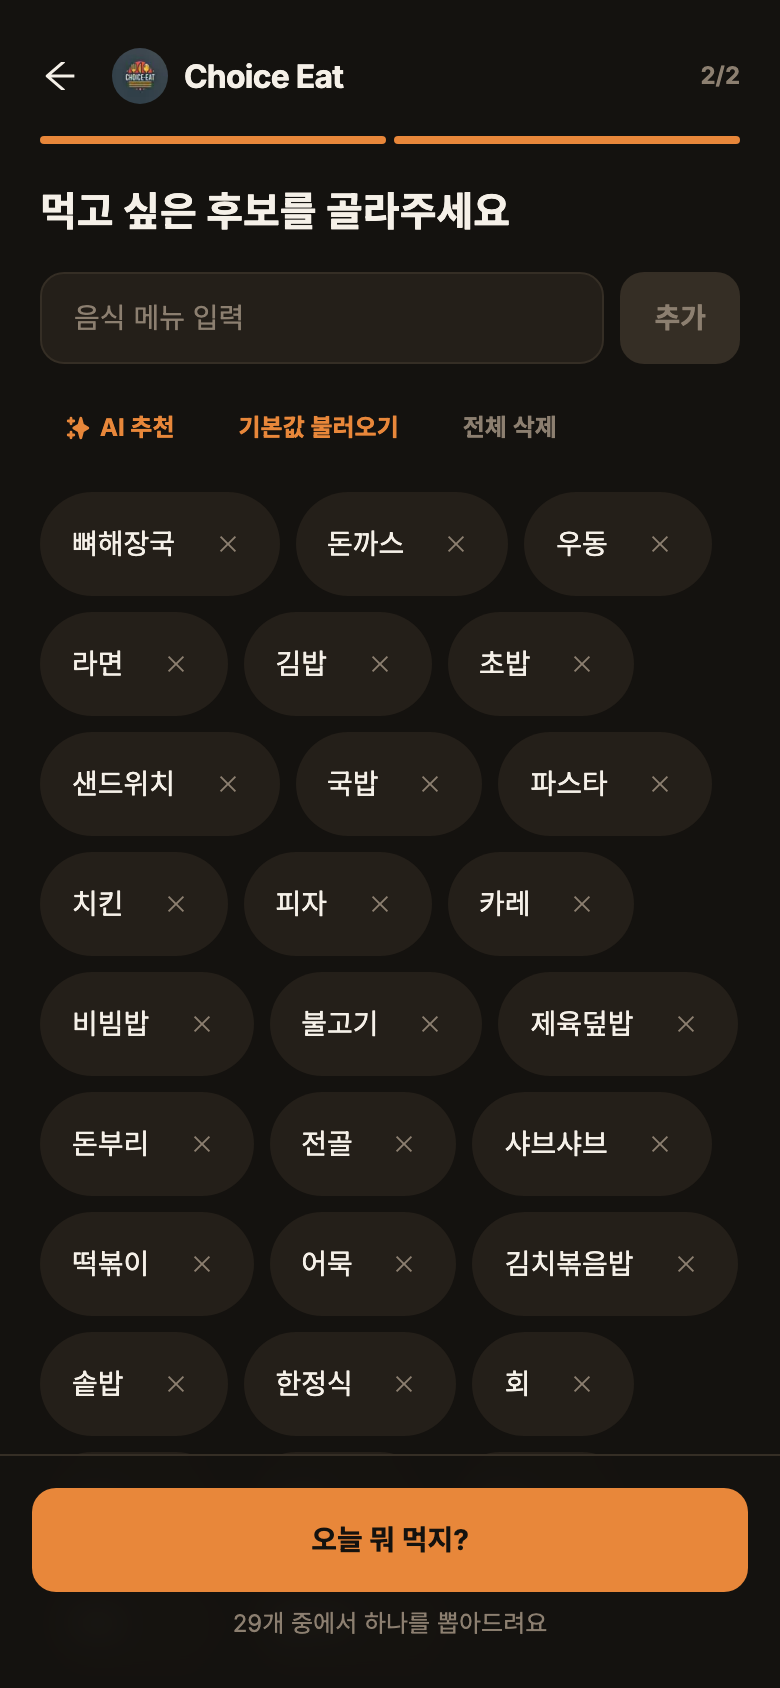 CHOICE·EAT
Choice Eat 2/2
먹고 싶은 후보를 골라주세요
음식 메뉴 입력 추가
AI 추천 기본값 불러오기 전체 삭제
뼈해장국 × 돈까스 × 우동 ×
라면 × 김밥 × 초밥 ×
샌드위치 × 국밥 × 파스타 ×
치킨 × 피자 × 카레 ×
비빔밥 × 불고기 × 제육덮밥 ×
돈부리 × 전골 × 샤브샤브 ×
떡볶이 × 어묵 × 김치볶음밥 ×
솥밥 × 한정식 × 회 ×
오늘 뭐 먹지?
29개 중에서 하나를 뽑아드려요